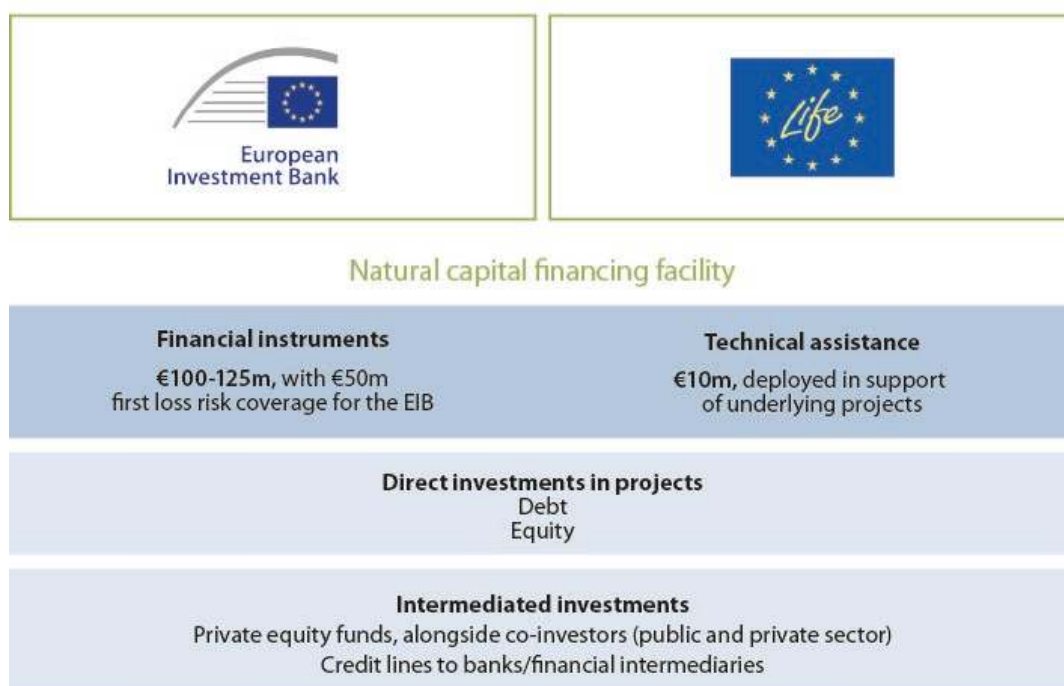 European
Investment Bank
Life
Natural capital financing facility
Financial instruments
€100-125m, with €50m
first loss risk coverage for the EIB
Technical assistance
€10m, deployed in support
of underlying projects
Direct investments in projects
Debt
Equity
Intermediated investments
Private equity funds, alongside co-investors (public and private sector)
Credit lines to banks/financial intermediaries